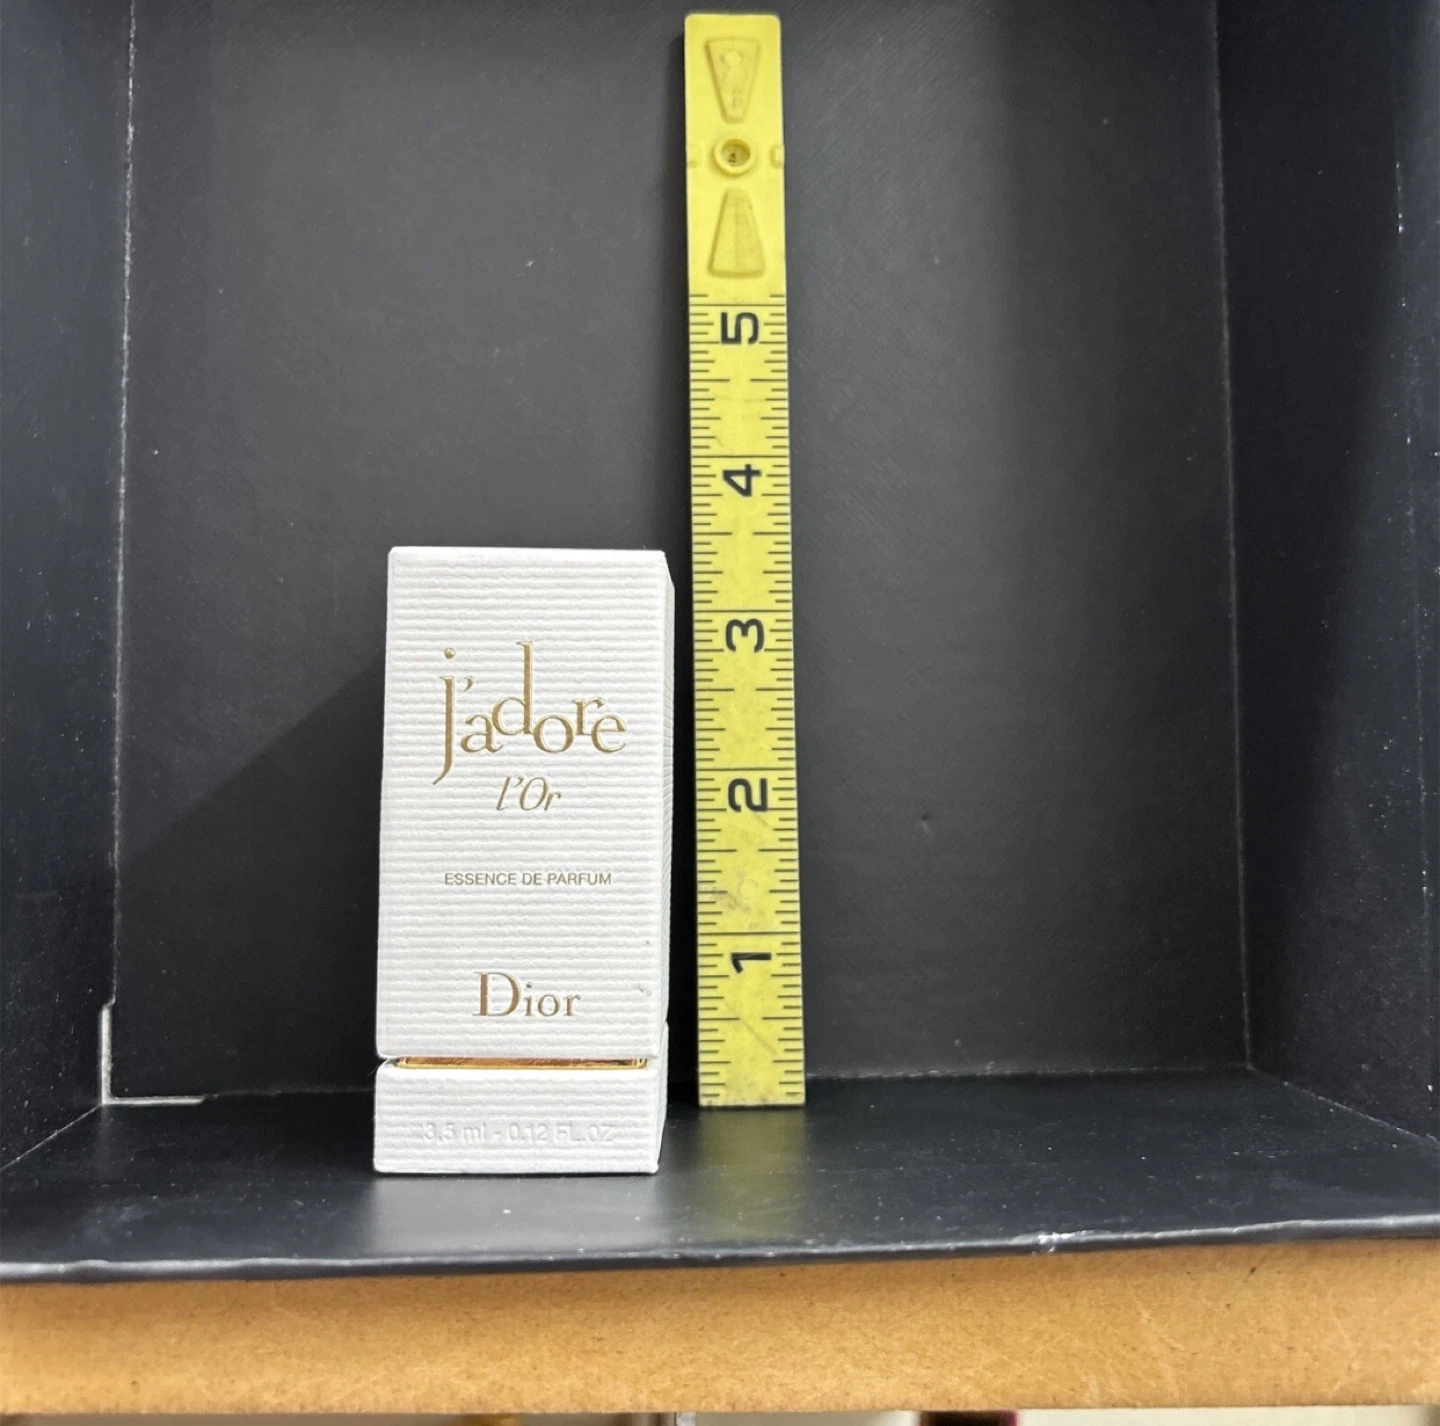 5
4
3
2
1
j'adore
l'Or
ESSENCE DE PARFUM
Dior
3,5 ml - 0.12 FL.OZ